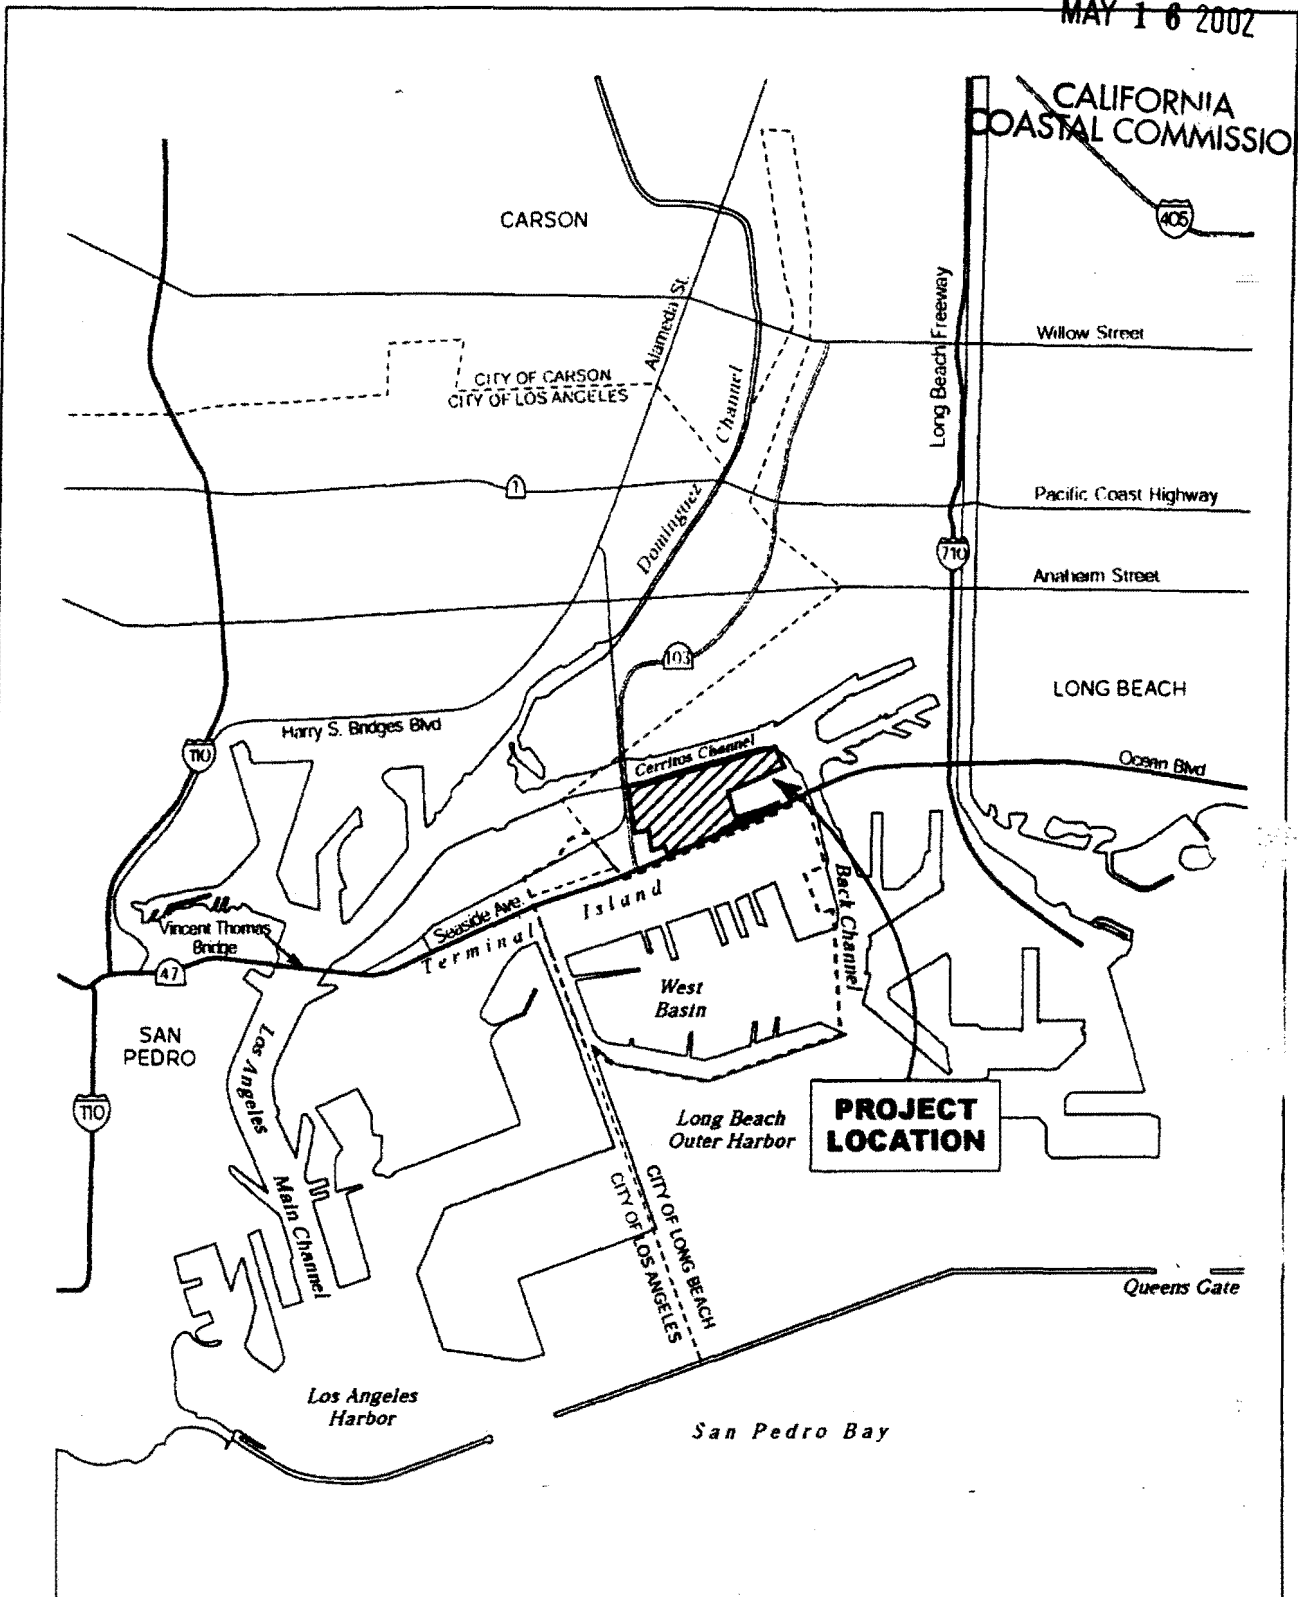 MAY 16 2002
CALIFORNIA
COASTAL COMMISSIO
405
CARSON
Alameda St.
Long Beach Freeway
Willow Street
CITY OF CARSON
CITY OF LOS ANGELES
Channel
Dominguez
1
Pacific Coast Highway
710
Anaheim Street
103
LONG BEACH
Harry S. Bridges Blvd
110
Cerritos Channel
Ocean Blvd
Back Channel
Island
Seaside Ave.
Terminal
Vincent Thomas
Bridge
47
West
Basin
SAN
PEDRO
Los Angeles
110
PROJECT
LOCATION
Long Beach
Outer Harbor
Main Channel
CITY OF LONG BEACH
CITY OF LOS ANGELES
Queens Gate
Los Angeles
Harbor
San Pedro Bay